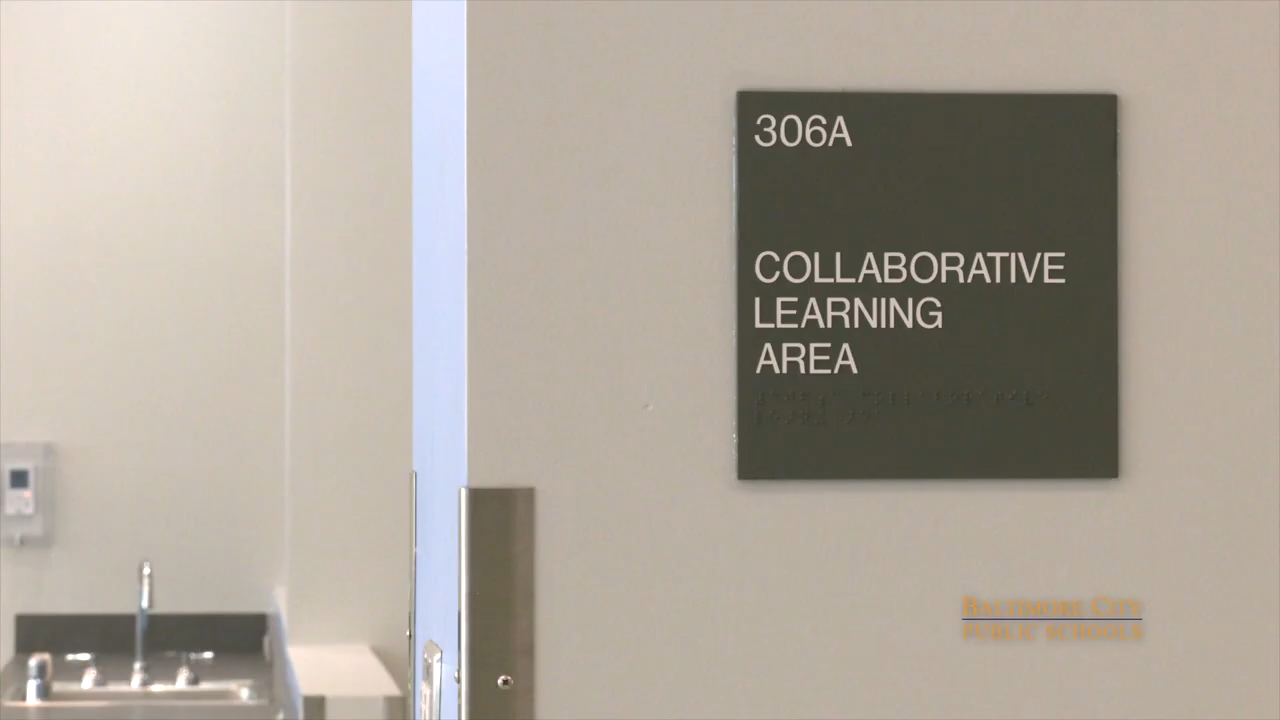 306A
COLLABORATIVE
LEARNING
AREA
BALTIMORE CITY
PUBLIC SCHOOLS